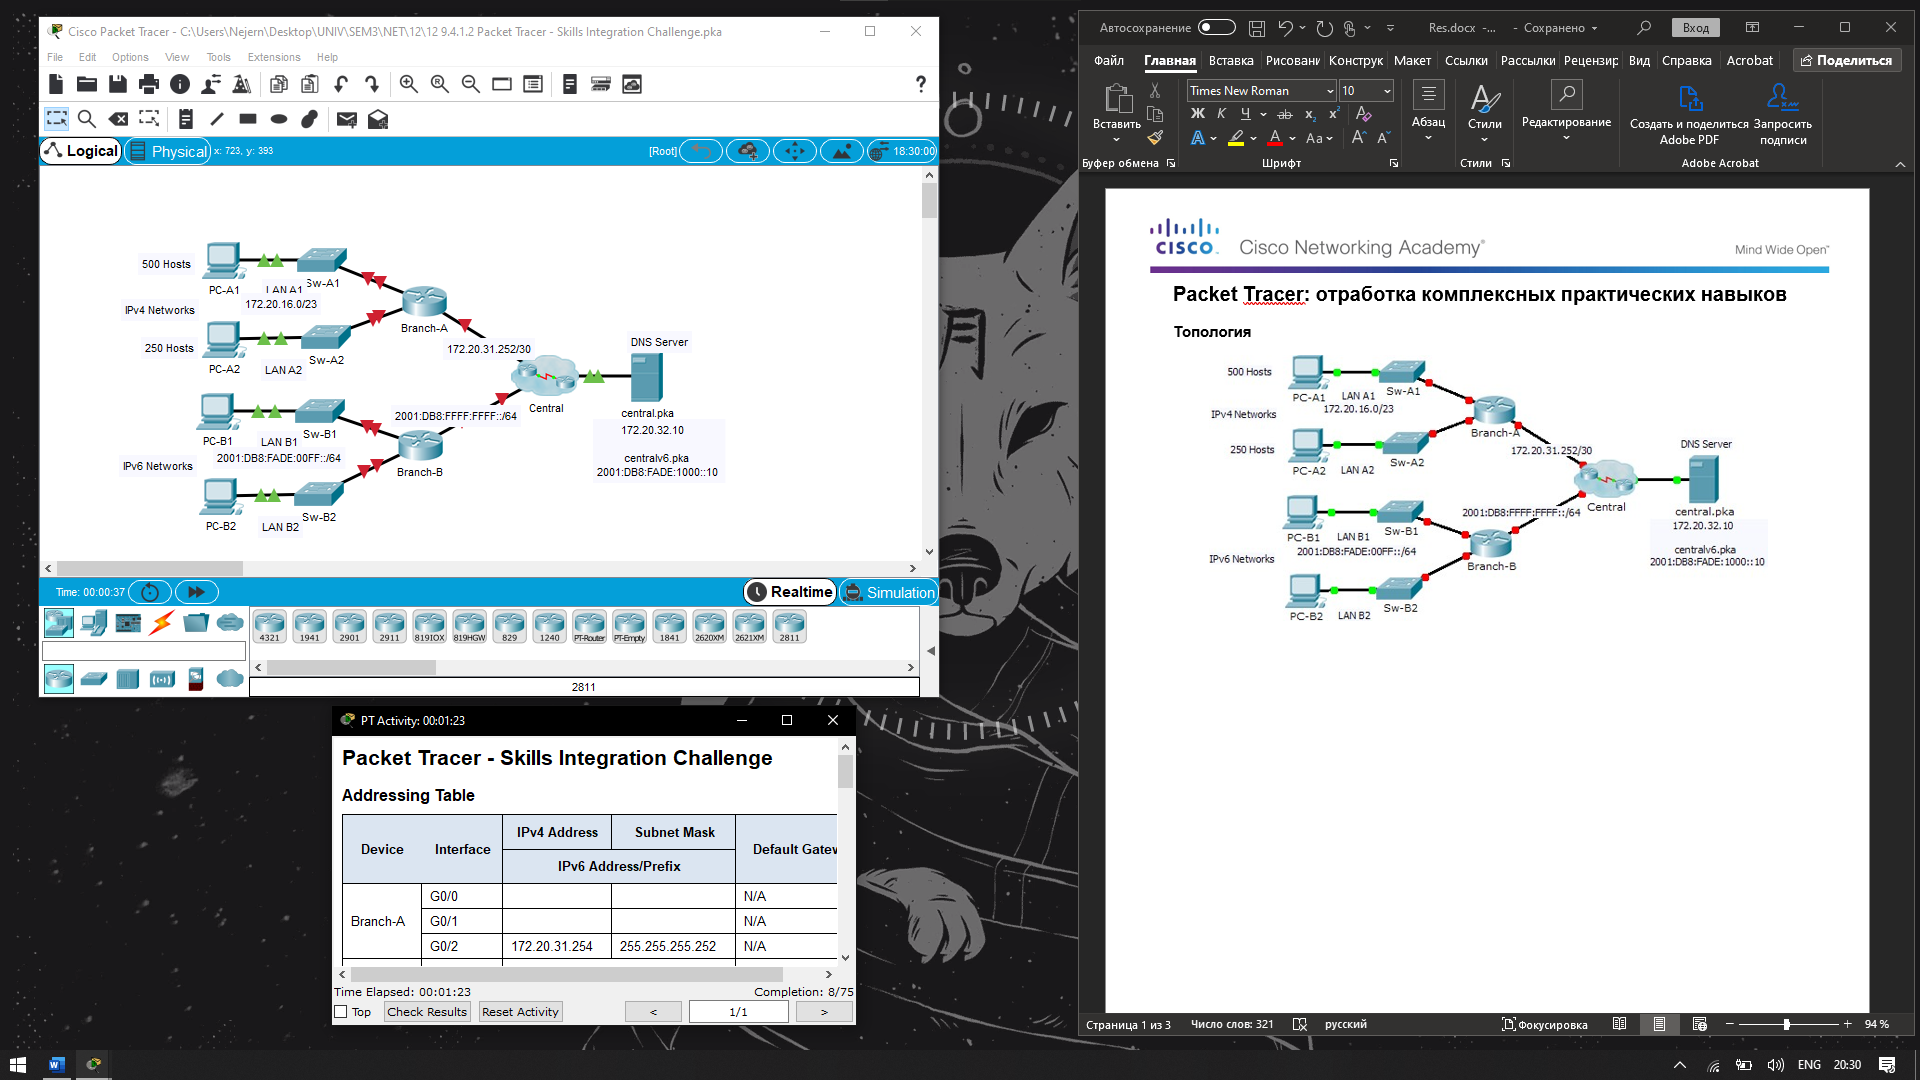 Cisco Packet Tracer - C:\Users\Nejern\Desktop\UNIV\SEM3\NET\12\12 9.4.1.2 Packet Tracer - Skills Integration Challenge.pka
File Edit Options View Tools Extensions Help
Logical Physical x: 723, y: 393 [Root] 18:30:00
500 Hosts
PC-A1
LAN A1
Sw-A1
172.20.16.0/23
IPv4 Networks
Branch-A
250 Hosts
PC-A2
LAN A2
Sw-A2
172.20.31.252/30
DNS Server
Central
central.pka
172.20.32.10
centralv6.pka
2001:DB8:FADE:1000::10
2001:DB8:FFFF:FFFF::/64
PC-B1
LAN B1
Sw-B1
2001:DB8:FADE:00FF::/64
IPv6 Networks
Branch-B
PC-B2
LAN B2
Sw-B2
Time: 00:00:37 Realtime Simulation
4321 1941 2901 2911 819IOX 819HGW 829 1240 PT-Router PT-Empty 1841 2620XM 2621XM 2811
2811
PT Activity: 00:01:23
Packet Tracer - Skills Integration Challenge
Addressing Table
Device Interface IPv4 Address Subnet Mask
IPv6 Address/Prefix
Default Gatew
Branch-A
G0/0 N/A
G0/1 N/A
G0/2 172.20.31.254 255.255.255.252 N/A
Time Elapsed: 00:01:23 Completion: 8/75
Top Check Results Reset Activity < 1/1 >
Автосохранение Res.docx -... - Сохранено Вход
Файл Главная Вставка Рисовани Конструк Макет Ссылки Рассылки Рецензир Вид Справка Acrobat Поделиться
Times New Roman 10
Вставить
Ж К Ч ab x₂ x²
A A Aa A A
Абзац
Стили
Редактирование
Создать и поделиться Adobe PDF
Запросить подписи
Буфер обмена Шрифт Стили Adobe Acrobat
CISCO Cisco Networking Academy® Mind Wide Open™
Packet Tracer: отработка комплексных практических навыков
Топология
500 Hosts
PC-A1
LAN A1
Sw-A1
172.20.16.0/23
IPv4 Networks
Branch-A
250 Hosts
PC-A2
LAN A2
Sw-A2
172.20.31.252/30
DNS Server
Central
central.pka
172.20.32.10
centralv6.pka
2001:DB8:FADE:1000::10
2001:DB8:FFFF:FFFF::/64
PC-B1
LAN B1
Sw-B1
2001:DB8:FADE:00FF::/64
IPv6 Networks
Branch-B
PC-B2
LAN B2
Sw-B2
Страница 1 из 3 Число слов: 321 русский Фокусировка 94 %
ENG 20:30